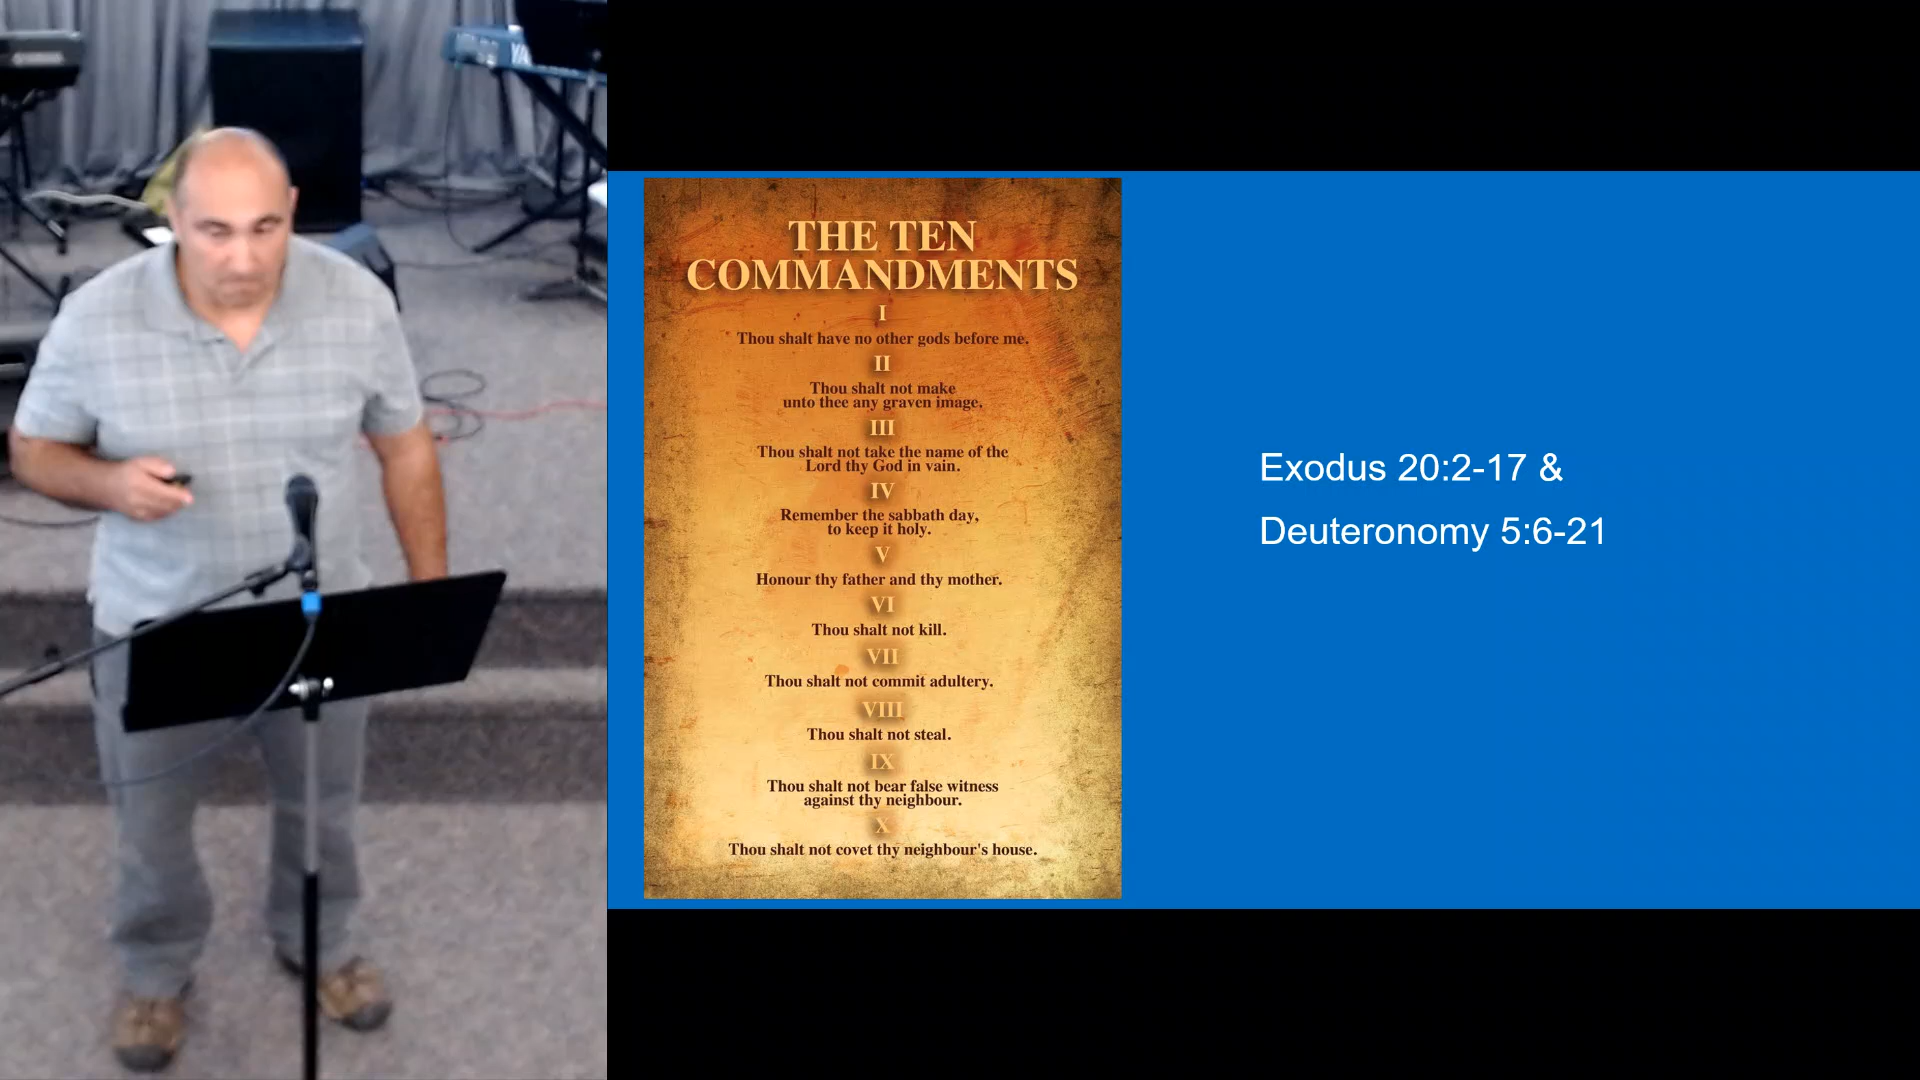 THE TEN
COMMANDMENTS
I
Thou shalt have no other gods before me.
II
Thou shalt not make
unto thee any graven image.
III
Thou shalt not take the name of the
Lord thy God in vain.
IV
Remember the sabbath day,
to keep it holy.
V
Honour thy father and thy mother.
VI
Thou shalt not kill.
VII
Thou shalt not commit adultery.
VIII
Thou shalt not steal.
IX
Thou shalt not bear false witness
against thy neighbour.
X
Thou shalt not covet thy neighbour's house.
Exodus 20:2-17 &
Deuteronomy 5:6-21